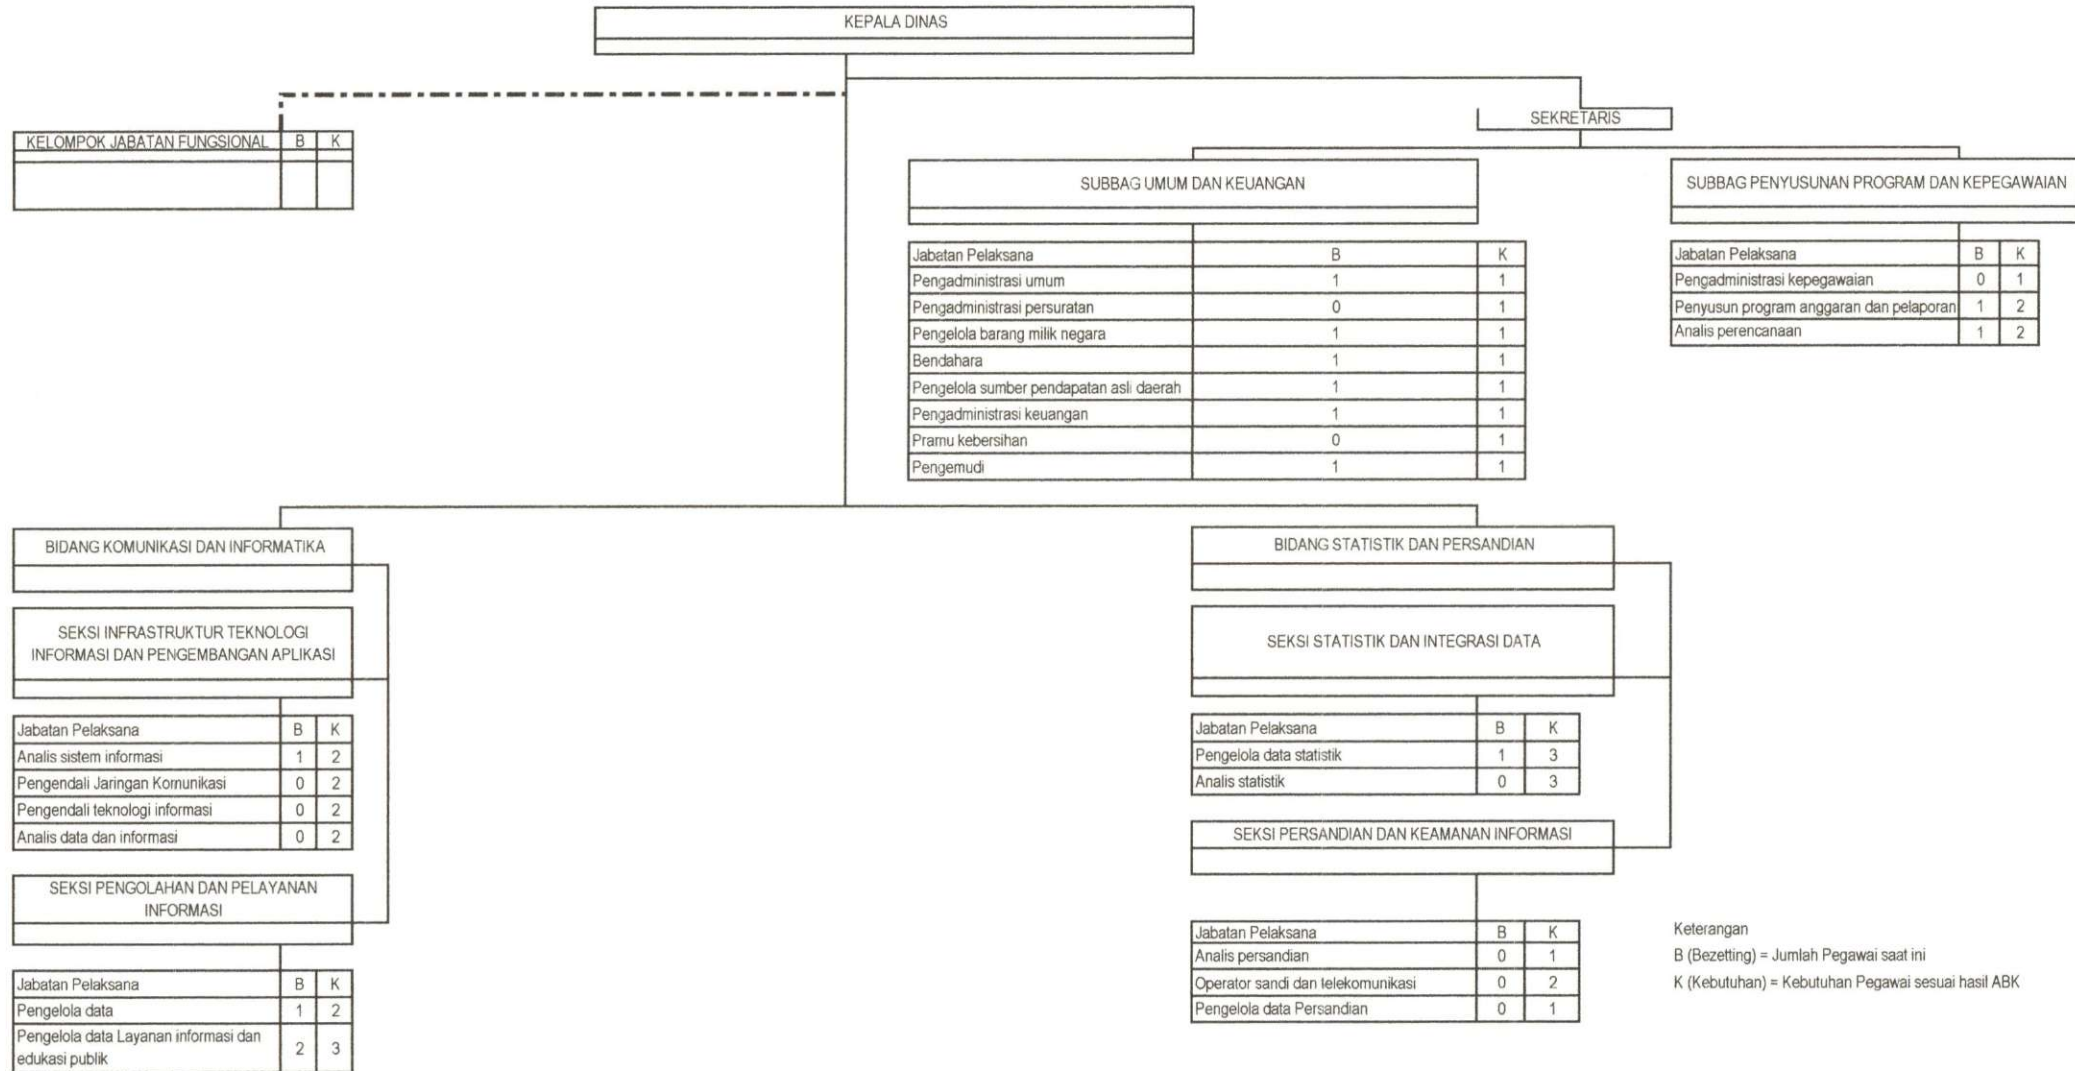 KEPALA DINAS
SEKRETARIS
KELOMPOK JABATAN FUNGSIONAL B K
SUBBAG UMUM DAN KEUANGAN
Jabatan Pelaksana B K
Pengadministrasi umum 1 1
Pengadministrasi persuratan 0 1
Pengelola barang milik negara 1 1
Bendahara 1 1
Pengelola sumber pendapatan asli daerah 1 1
Pengadministrasi keuangan 1 1
Pramu kebersihan 0 1
Pengemudi 1 1
SUBBAG PENYUSUNAN PROGRAM DAN KEPEGAWAIAN
Jabatan Pelaksana B K
Pengadministrasi kepegawaian 0 1
Penyusun program anggaran dan pelaporan 1 2
Analis perencanaan 1 2
BIDANG KOMUNIKASI DAN INFORMATIKA
SEKSI INFRASTRUKTUR TEKNOLOGI
INFORMASI DAN PENGEMBANGAN APLIKASI
Jabatan Pelaksana B K
Analis sistem informasi 1 2
Pengendali Jaringan Komunikasi 0 2
Pengendali teknologi informasi 0 2
Analis data dan informasi 0 2
SEKSI PENGOLAHAN DAN PELAYANAN
INFORMASI
Jabatan Pelaksana B K
Pengelola data 1 2
Pengelola data Layanan informasi dan
edukasi publik 2 3
BIDANG STATISTIK DAN PERSANDIAN
SEKSI STATISTIK DAN INTEGRASI DATA
Jabatan Pelaksana B K
Pengelola data statistik 1 3
Analis statistik 0 3
SEKSI PERSANDIAN DAN KEAMANAN INFORMASI
Jabatan Pelaksana B K
Analis persandian 0 1
Operator sandi dan telekomunikasi 0 2
Pengelola data Persandian 0 1
Keterangan
B (Bezetting) = Jumlah Pegawai saat ini
K (Kebutuhan) = Kebutuhan Pegawai sesuai hasil ABK